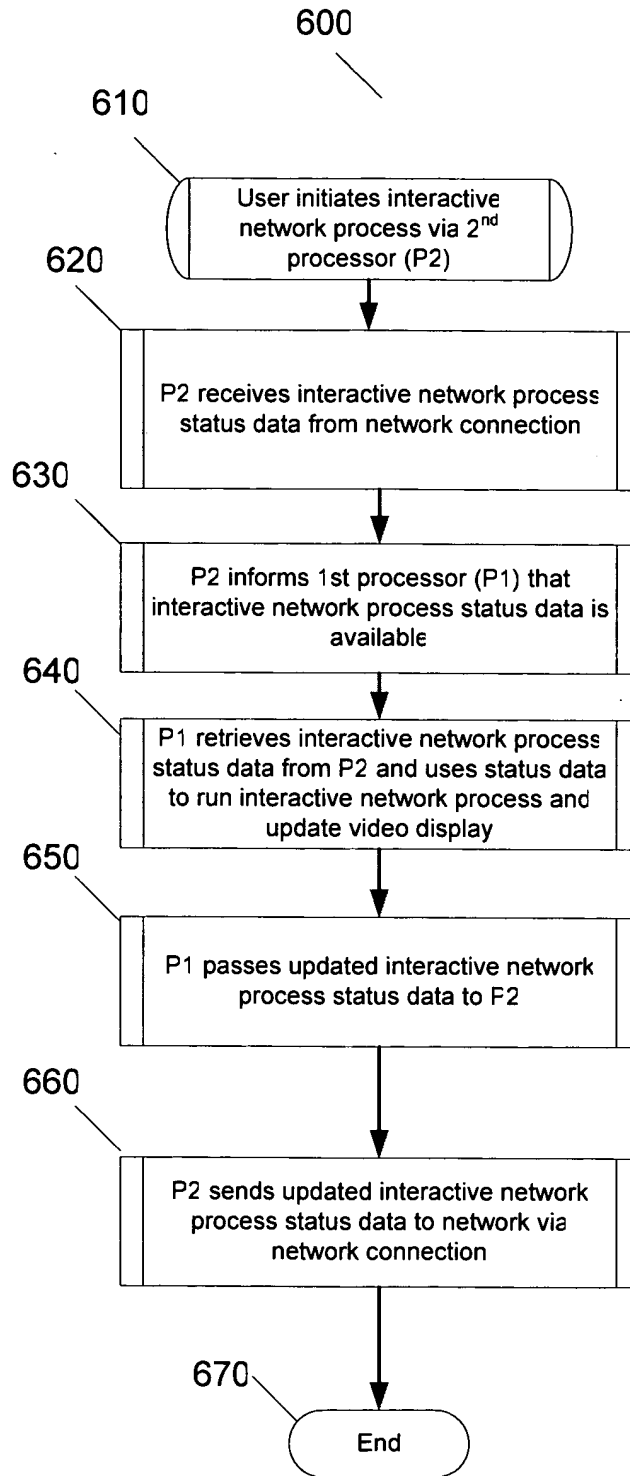 600
610
User initiates interactive
network process via 2nd
processor (P2)
620
P2 receives interactive network process
status data from network connection
630
P2 informs 1st processor (P1) that
interactive network process status data is
available
640
P1 retrieves interactive network process
status data from P2 and uses status data
to run interactive network process and
update video display
650
P1 passes updated interactive network
process status data to P2
660
P2 sends updated interactive network
process status data to network via
network connection
670
End